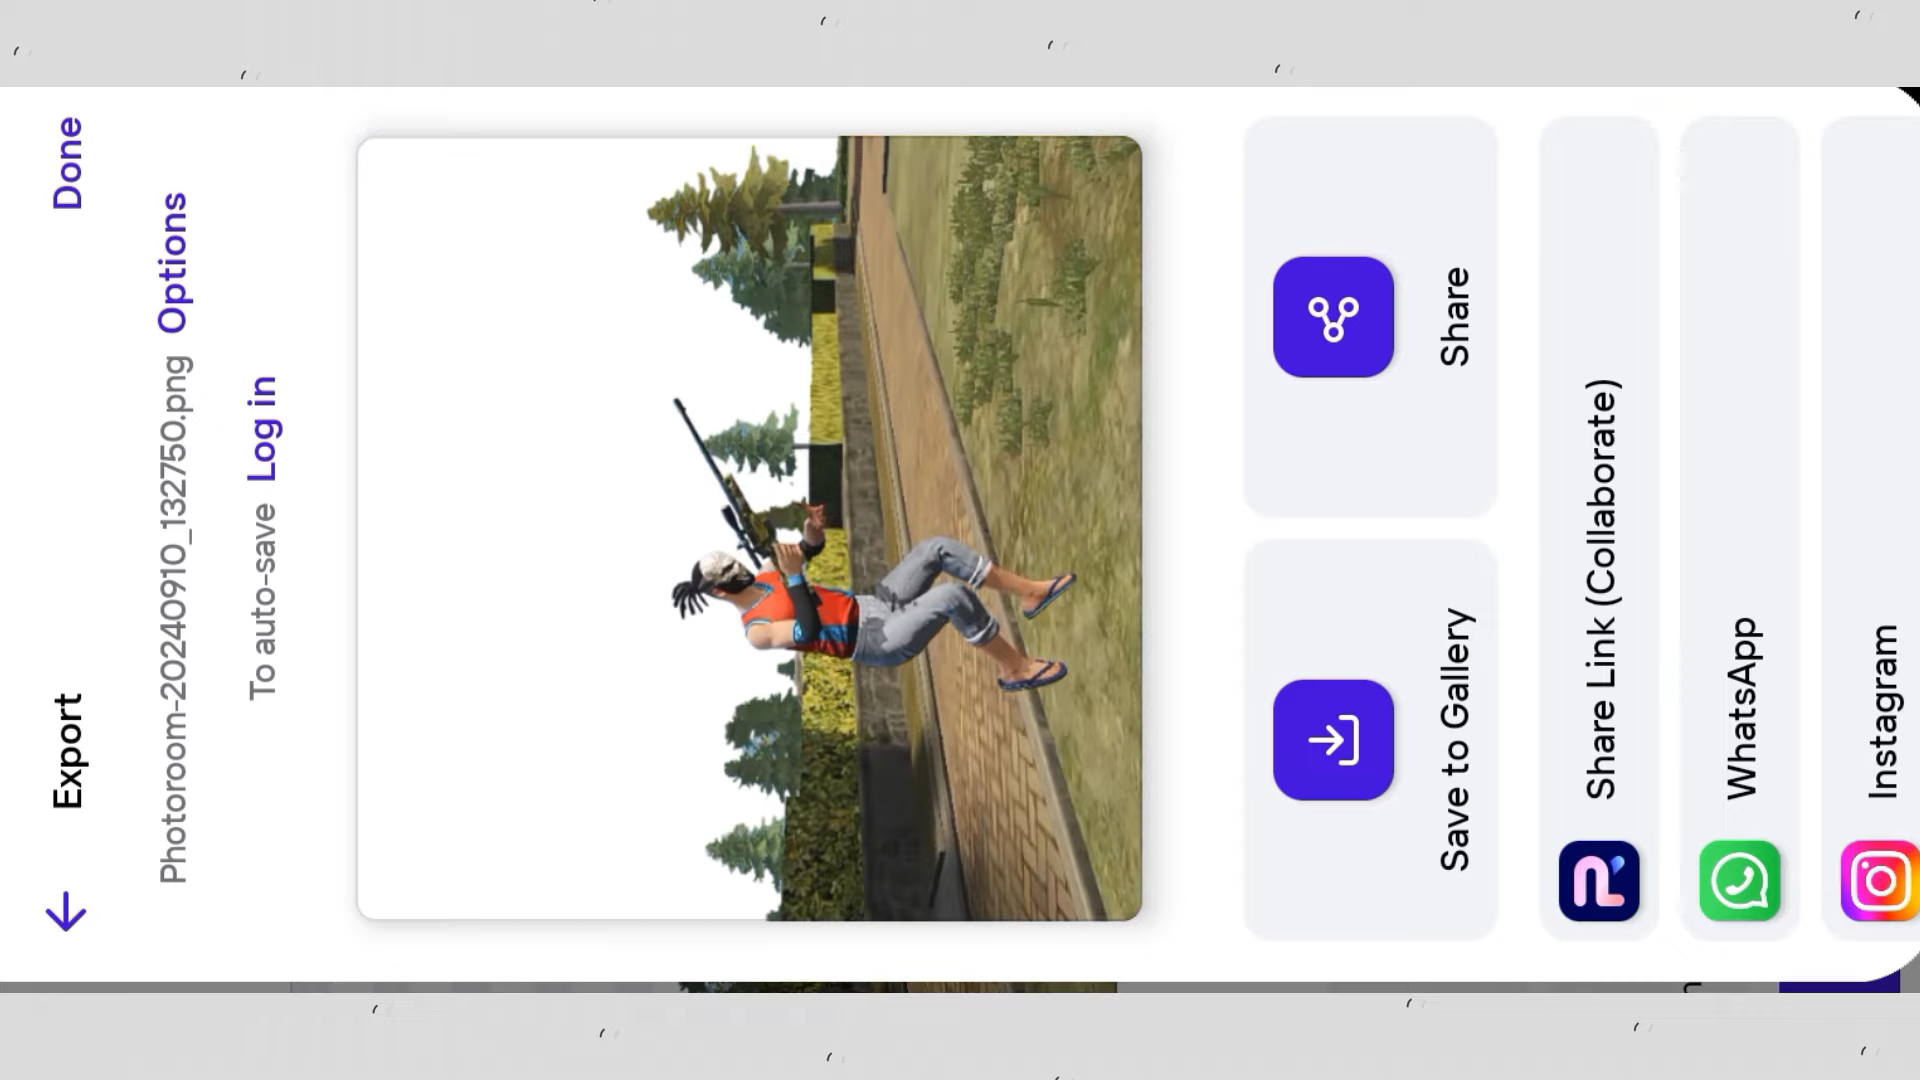 Export Done
Photoroom-20240910_132750.png Options
To auto-save Log in
Save to Gallery
Share
Share Link (Collaborate)
WhatsApp
Instagram